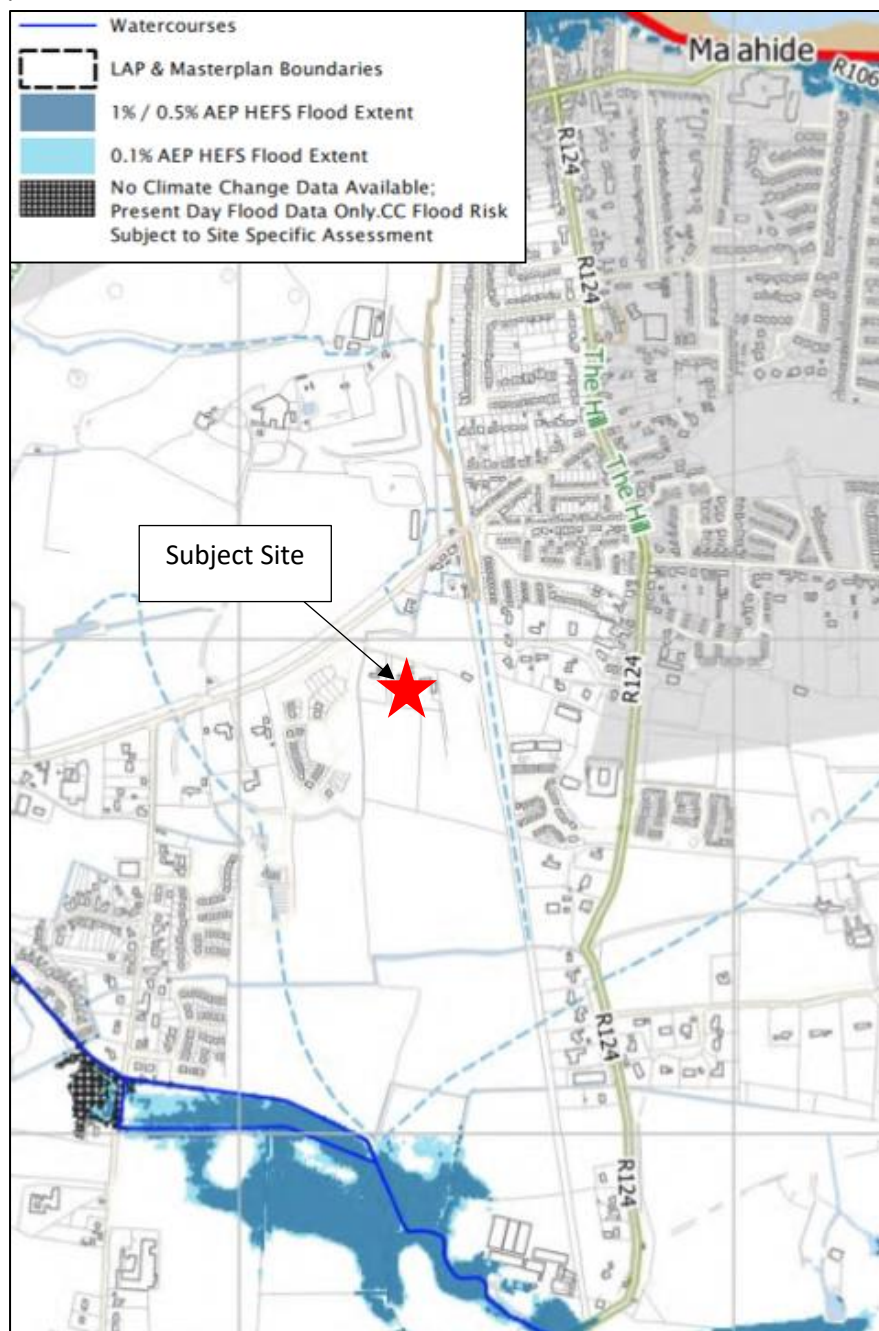 Watercourses
LAP & Masterplan Boundaries
1% / 0.5% AEP HEFS Flood Extent
0.1% AEP HEFS Flood Extent
No Climate Change Data Available;
Present Day Flood Data Only.CC Flood Risk
Subject to Site Specific Assessment
Malahide
R106
R124
R124
The Hill
The Hill
Subject Site
R124
R124
R124